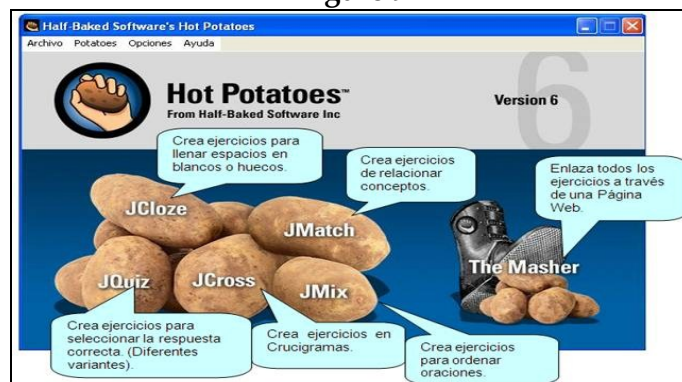 Half-Baked Software's Hot Potatoes
Archivo Potatoes Opciones Ayuda
6
Hot Potatoes™
From Half-Baked Software Inc
Version 6
Crea ejercicios para
llenar espacios en
blancos o huecos.
Crea ejercicios
de relacionar
conceptos.
Enlaza todos los
ejercicios a través
de una Página
Web.
JCloze
JMatch
The Masher
JQuiz
JCross
JMix
Crea ejercicios para
seleccionar la respuesta
correcta. (Diferentes
variantes).
Crea ejercicios en
Crucigramas.
Crea ejercicios
para ordenar
oraciones.